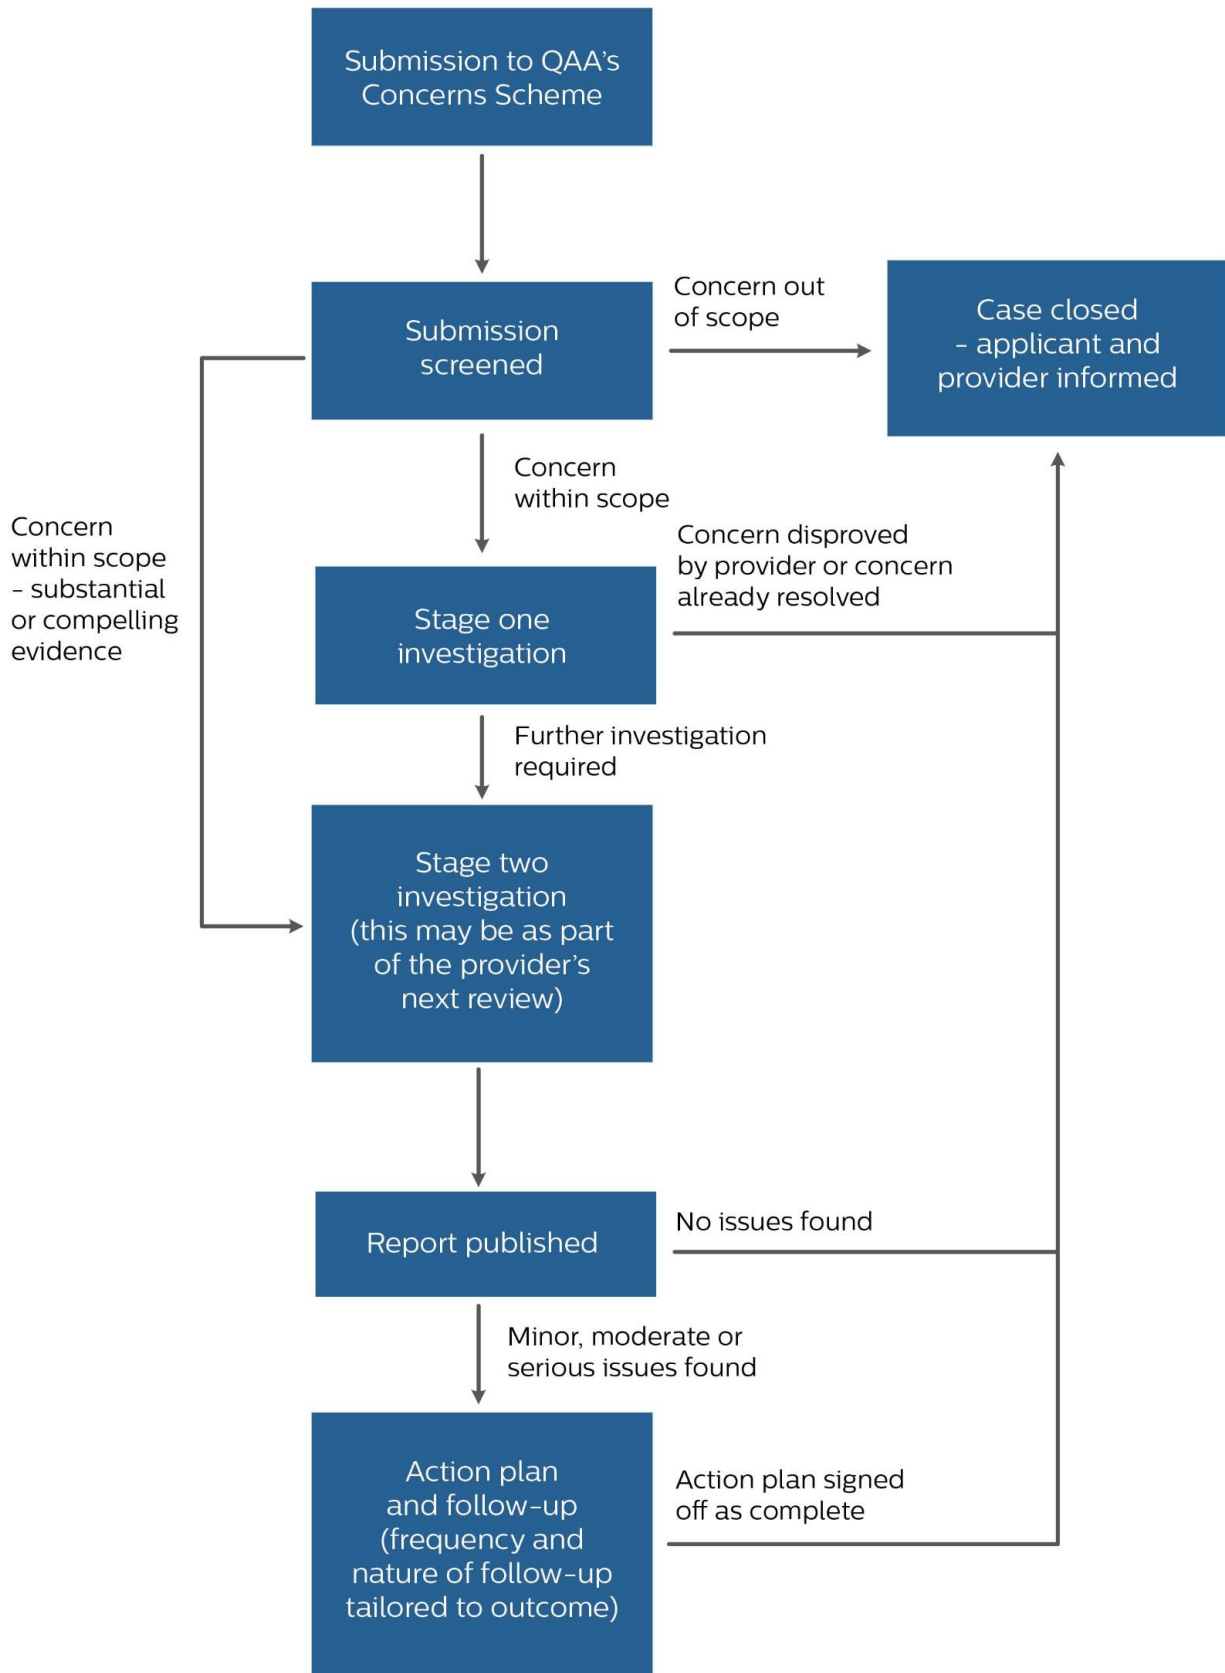 Submission to QAA’s
Concerns Scheme
Submission
screened
Concern out
of scope
Case closed
- applicant and
provider informed
Concern
within scope
Concern
within scope
- substantial
or compelling
evidence
Stage one
investigation
Concern disproved
by provider or concern
already resolved
Further investigation
required
Stage two
investigation
(this may be as part
of the provider’s
next review)
Report published
No issues found
Minor, moderate or
serious issues found
Action plan
and follow-up
(frequency and
nature of follow-up
tailored to outcome)
Action plan signed
off as complete